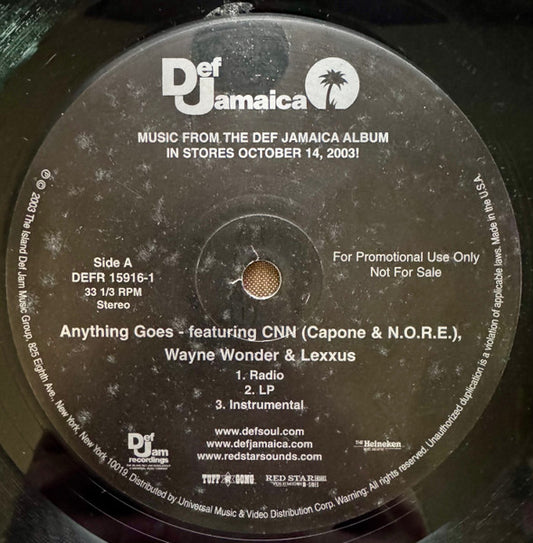 Def
Jamaica
MUSIC FROM THE DEF JAMAICA ALBUM
IN STORES OCTOBER 14, 2003!
Side A
DEFR 15916-1
33 1/3 RPM
Stereo
For Promotional Use Only
Not For Sale
Anything Goes - featuring CNN (Capone & N.O.R.E.),
Wayne Wonder & Lexxus
1. Radio
2. LP
3. Instrumental
www.defsoul.com
www.defjamaica.com
www.redstarsounds.com
Def
Jam
recordings
TUFF GONG
RED STAR
THE Heineken
℗ © 2003 The Island Def Jam Music Group, 825 Eighth Ave., New York, New York 10019. Distributed by Universal Music & Video Distribution Corp. Warning: All rights reserved. Unauthorized duplication is a violation of applicable laws. Made in the U.S.A.